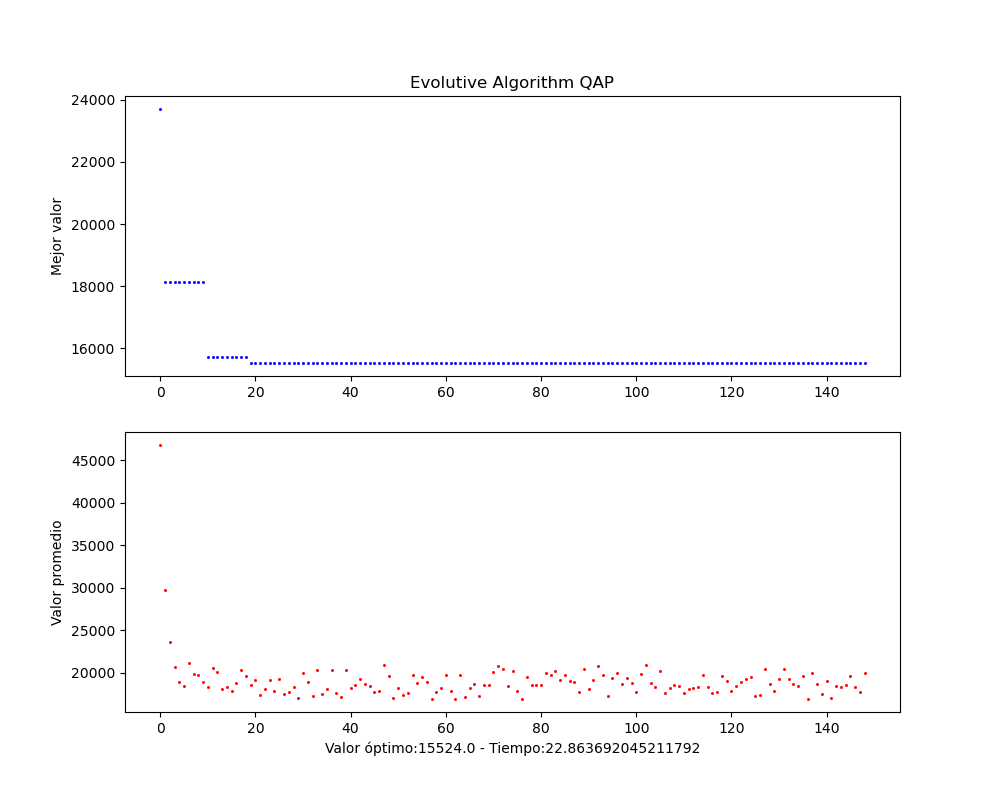 Evolutive Algorithm QAP
Mejor valor
24000
22000
20000
18000
16000
0 20 40 60 80 100 120 140
Valor promedio
45000
40000
35000
30000
25000
20000
0 20 40 60 80 100 120 140
Valor óptimo:15524.0 - Tiempo:22.863692045211792